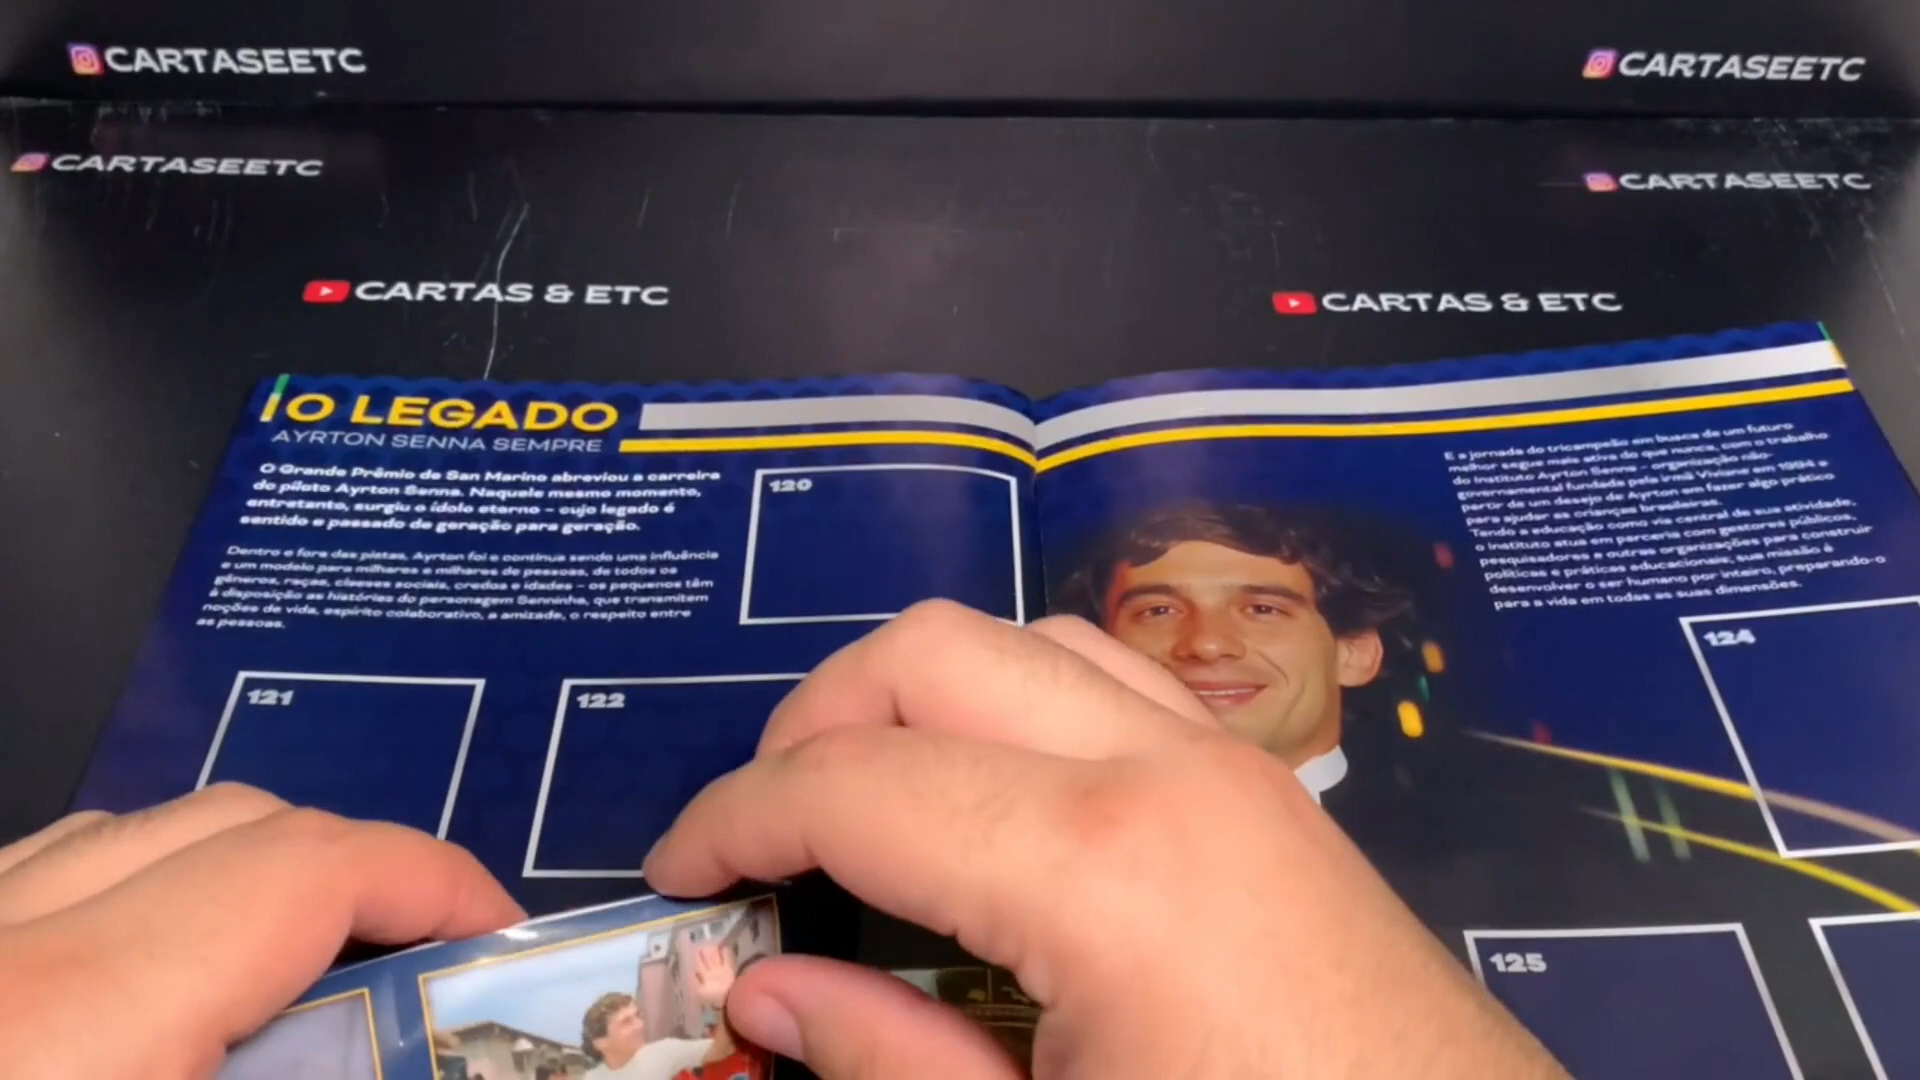 CARTASEETC
CARTASEETC
CARTASEETC
CARTASEETC
CARTAS & ETC
CARTAS & ETC
O LEGADO
AYRTON SENNA SEMPRE
O Grande Prêmio de San Marino abreviou a carreira
do piloto Ayrton Senna. Naquele mesmo momento,
entretanto, surgiu o ídolo eterno – cujo legado é
sentido e passado de geração para geração.
Dentro e fora das pistas, Ayrton foi e continua sendo uma influência
e um modelo para milhares e milhares de pessoas, de todos os
gêneros, raças, classes sociais, credos e idades – os pequenos têm
à disposição as histórias do personagem Senninha, que transmitem
noções de vida, espírito colaborativo, a amizade, o respeito entre
as pessoas.
120
121
122
E a jornada do tricampeão em busca de um futuro
melhor segue mais ativa do que nunca, com o trabalho
do Instituto Ayrton Senna – organização não-
governamental fundada pela irmã Viviane em 1994 a
partir de um desejo de Ayrton em fazer algo prático
para ajudar as crianças brasileiras.
Tendo a educação como via central de sua atividade,
o instituto atua em parceria com gestores públicos,
pesquisadores e outras organizações para construir
políticas e práticas educacionais; sua missão é
desenvolver o ser humano por inteiro, preparando-o
para a vida em todas as suas dimensões.
124
125